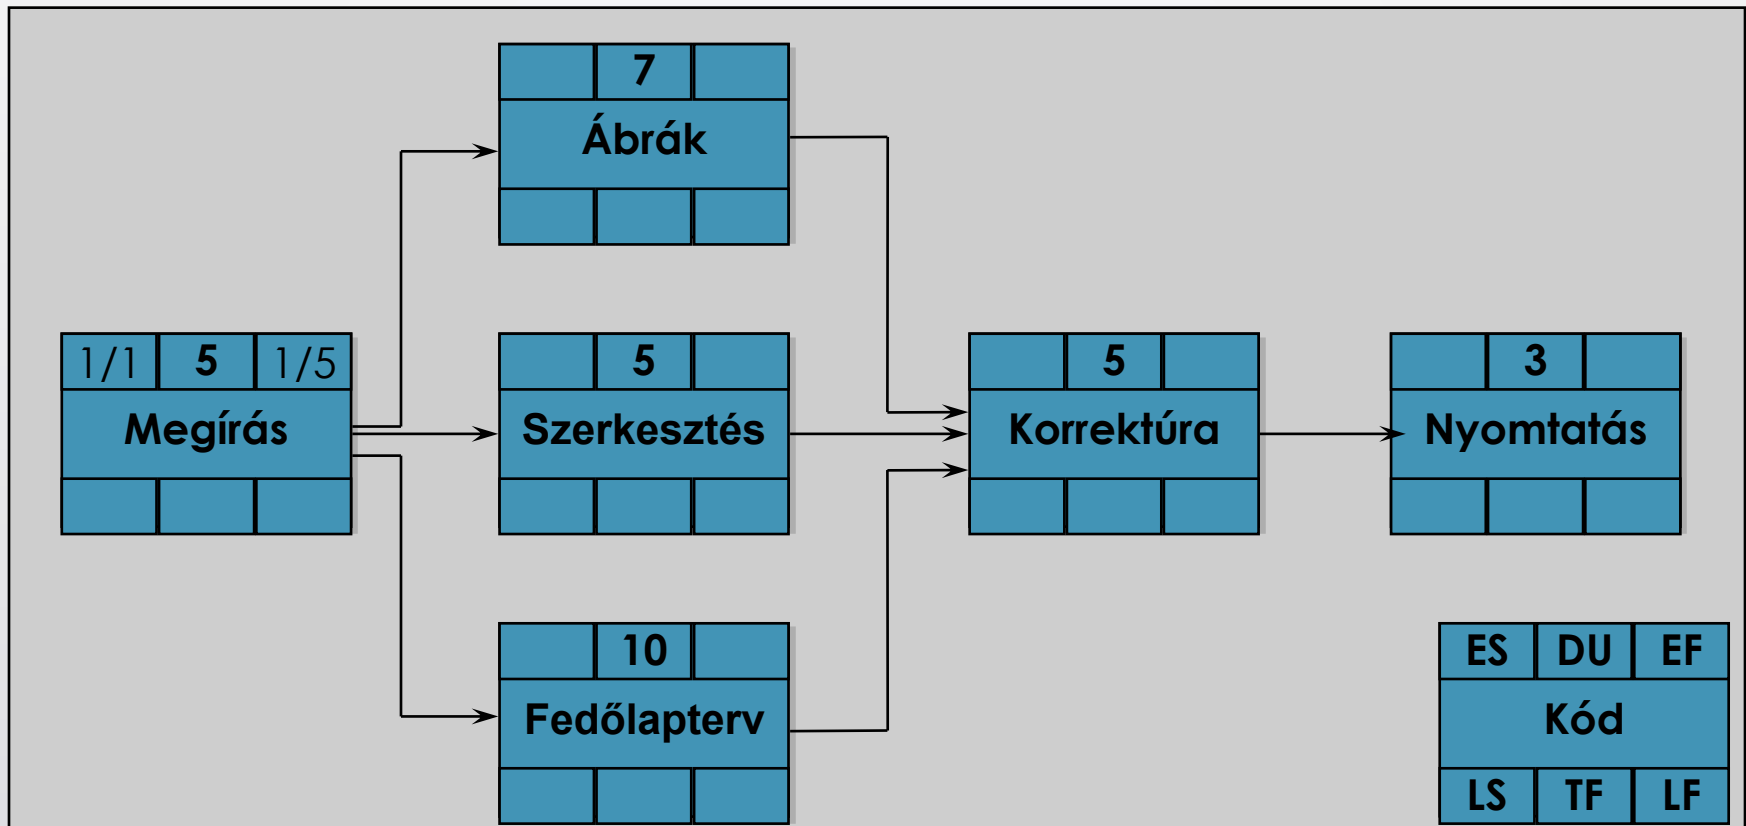 7
Ábrák
1/1 5 1/5
Megírás
5
Szerkesztés
5
Korrektúra
3
Nyomtatás
10
Fedőlapterv
ES DU EF
Kód
LS TF LF